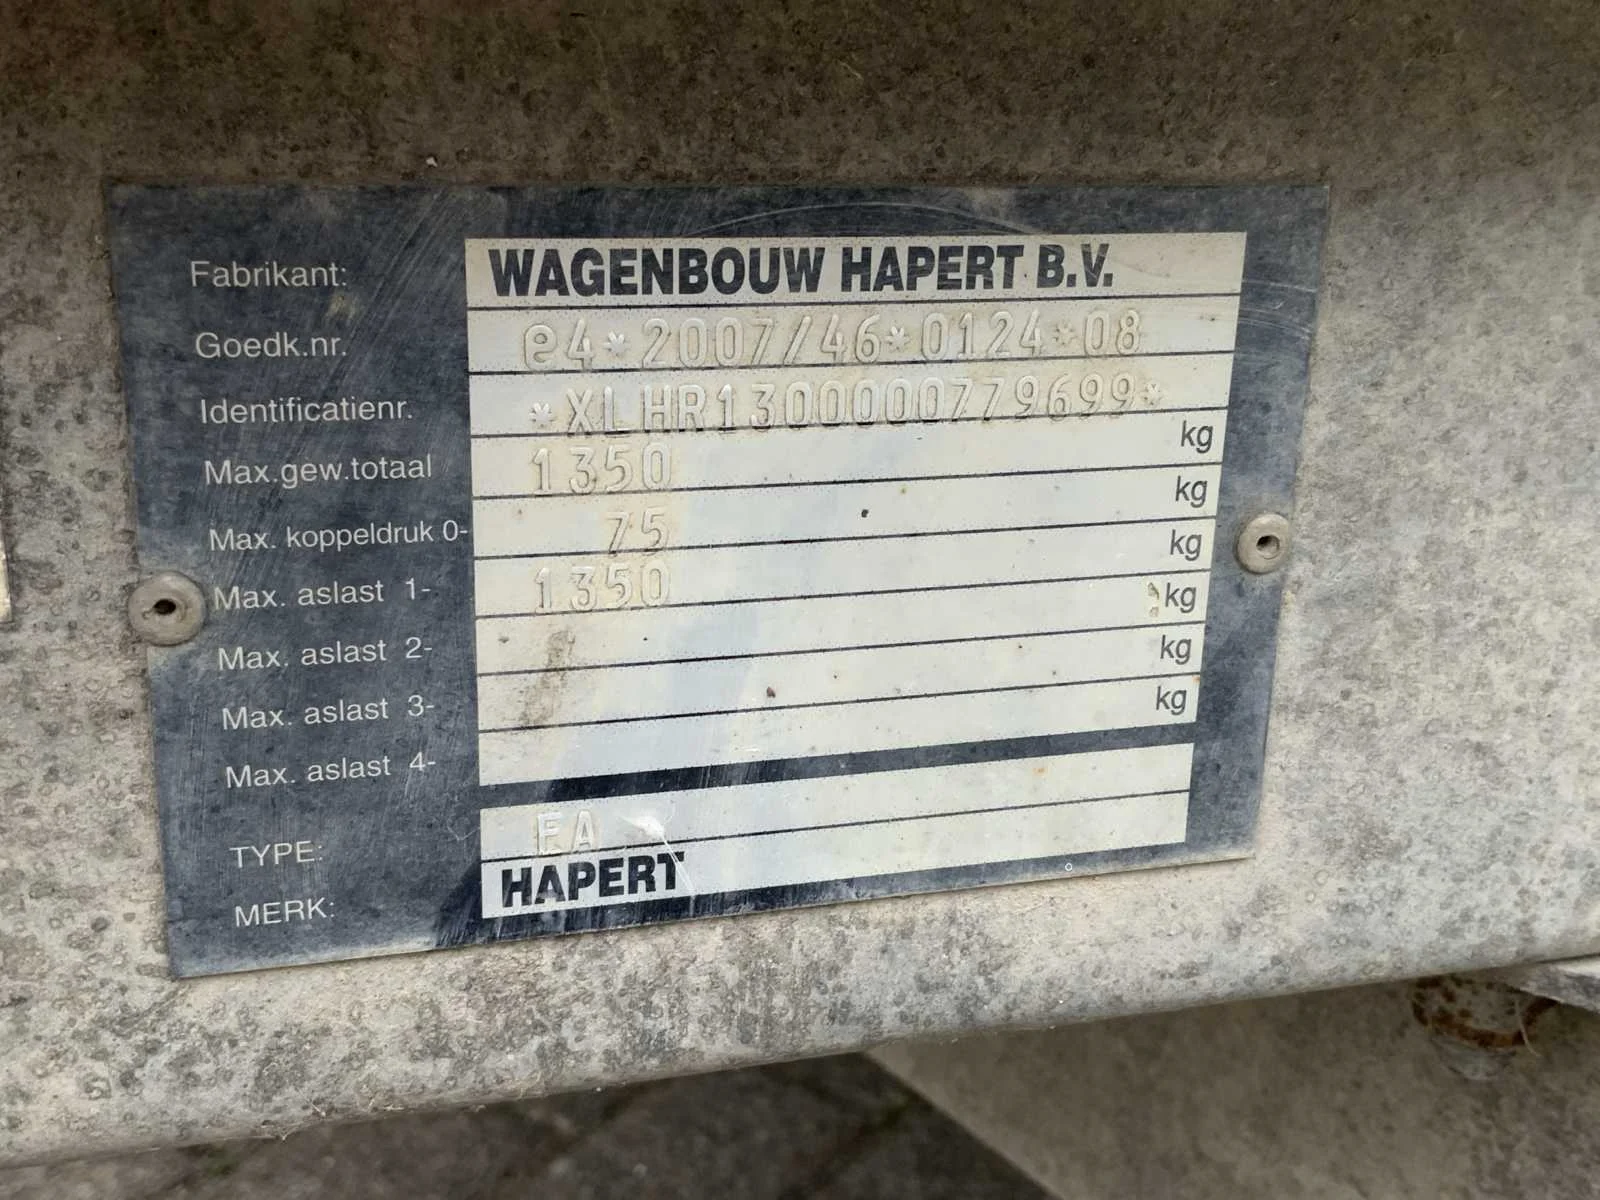 Fabrikant: WAGENBOUW HAPERT B.V.
Goedk.nr. e4*2007/46*0124*08
Identificatienr. *XLHR1300000779699*
Max.gew.totaal 1350 kg
Max. koppeldruk 0- 75 kg
Max. aslast 1- 1350 kg
Max. aslast 2- kg
Max. aslast 3- kg
Max. aslast 4- kg
TYPE: FA
MERK: HAPERT